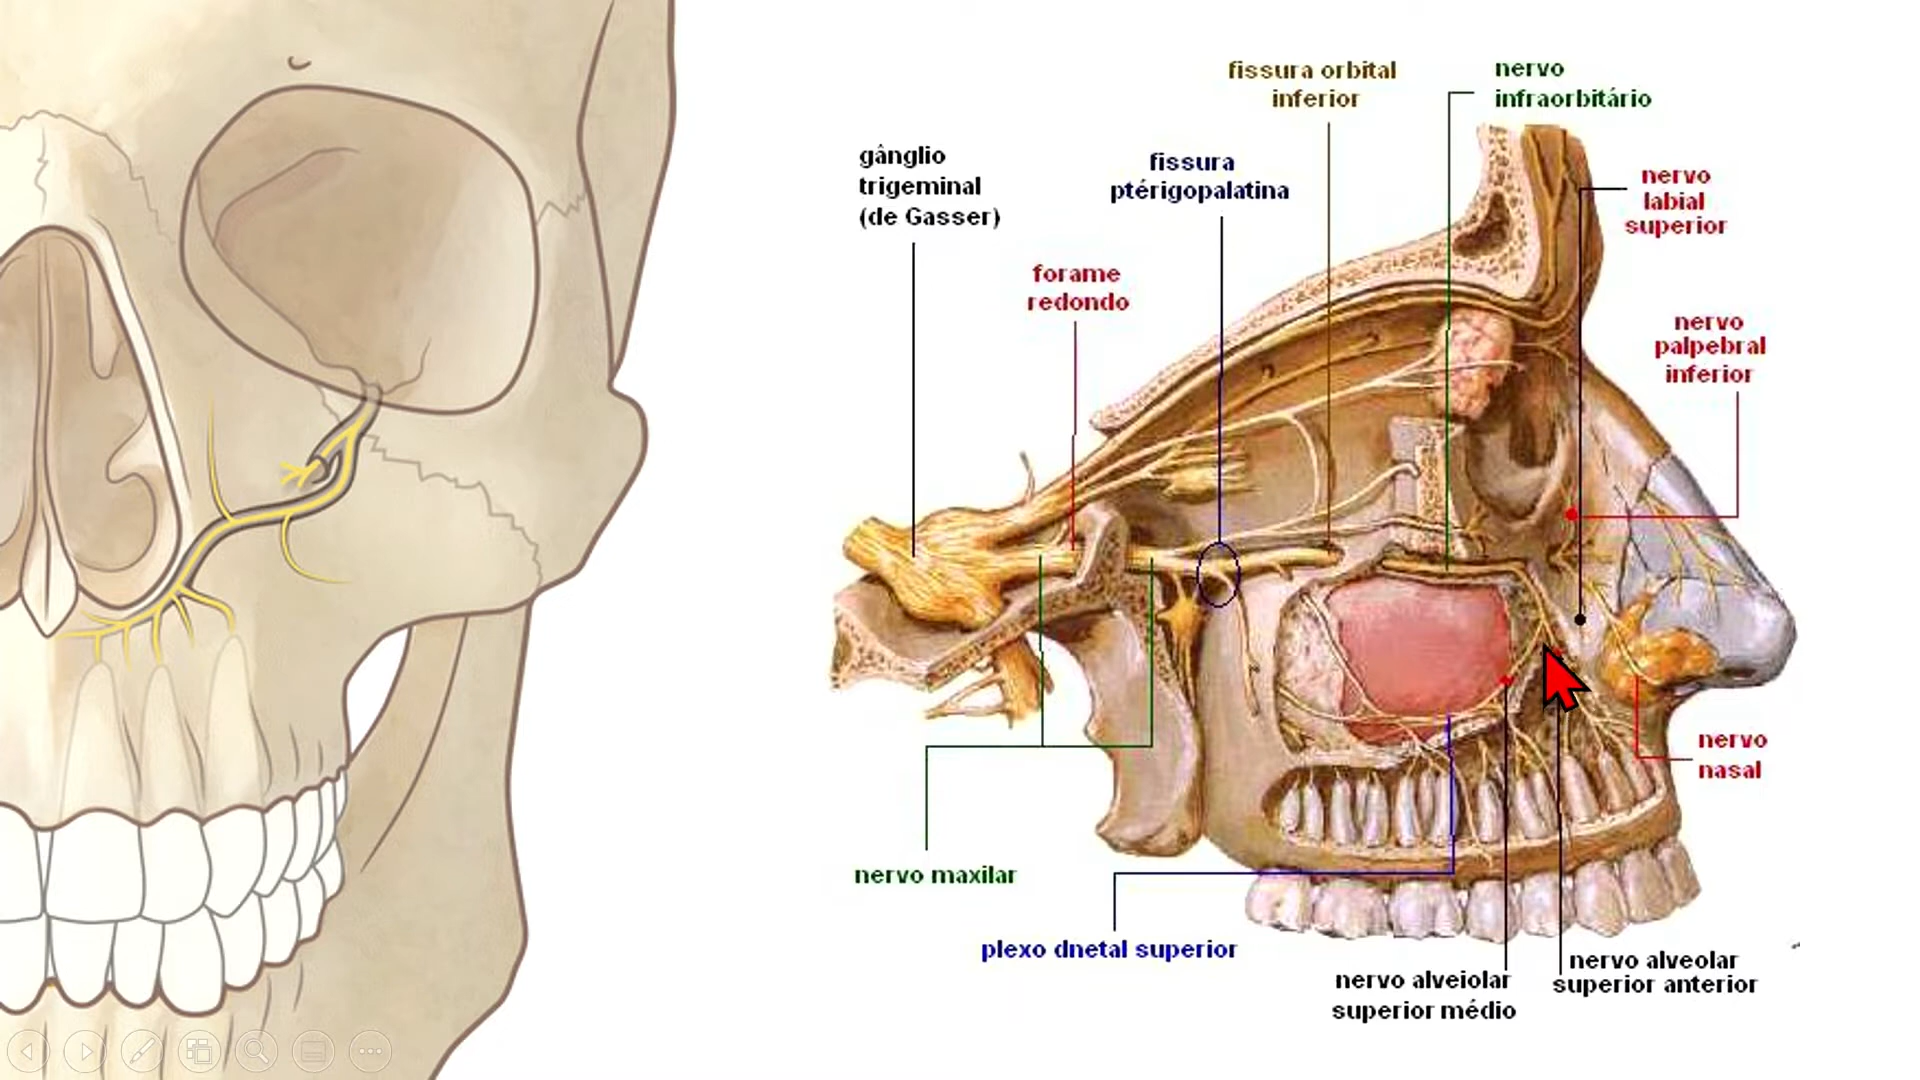 fissura orbital
inferior
nervo
infraorbitário
gânglio
trigeminal
(de Gasser)
fissura
ptérigopalatina
nervo
labial
superior
forame
redondo
nervo
palpebral
inferior
nervo
nasal
nervo maxilar
plexo dnetal superior
nervo alveiolar
superior médio
nervo alveolar
superior anterior